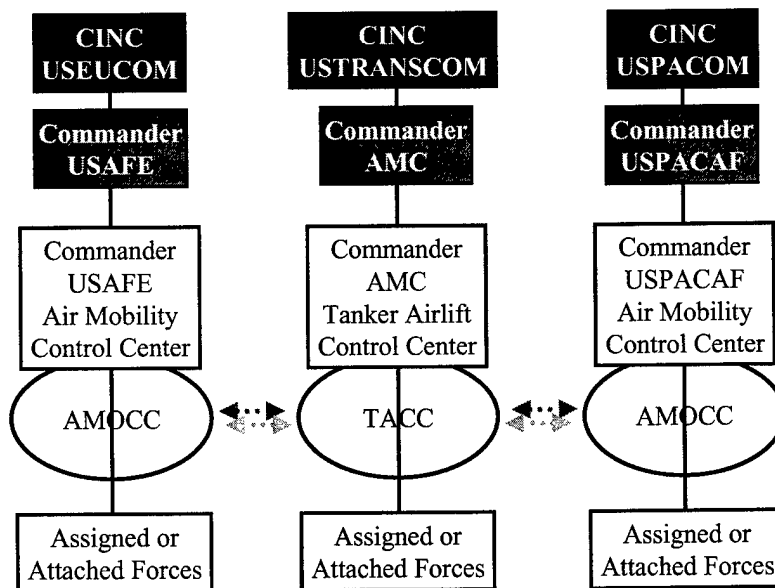 CINC
USEUCOM
Commander
USAFE
Commander
USAFE
Air Mobility
Control Center
AMOCC
Assigned or
Attached Forces
CINC
USTRANSCOM
Commander
AMC
Commander
AMC
Tanker Airlift
Control Center
TACC
Assigned or
Attached Forces
CINC
USPACOM
Commander
USPACAF
Commander
USPACAF
Air Mobility
Control Center
AMOCC
Assigned or
Attached Forces